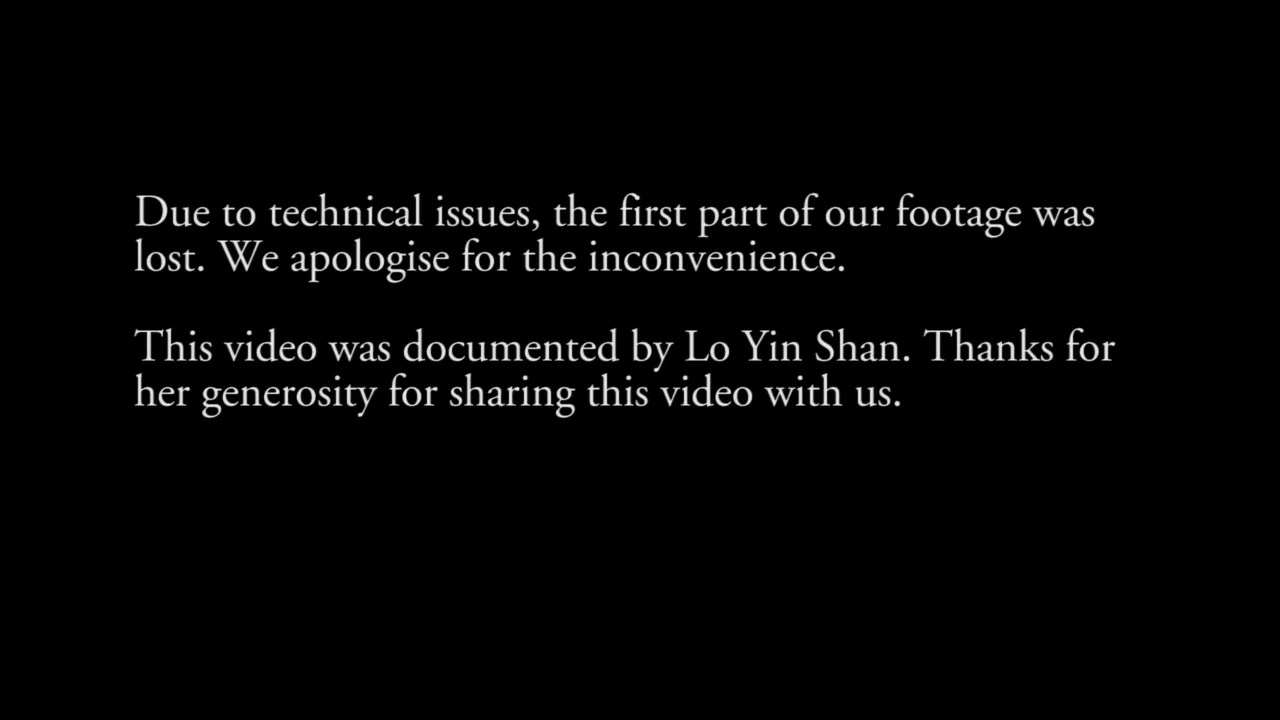 Due to technical issues, the first part of our footage was
lost. We apologise for the inconvenience.
This video was documented by Lo Yin Shan. Thanks for
her generosity for sharing this video with us.